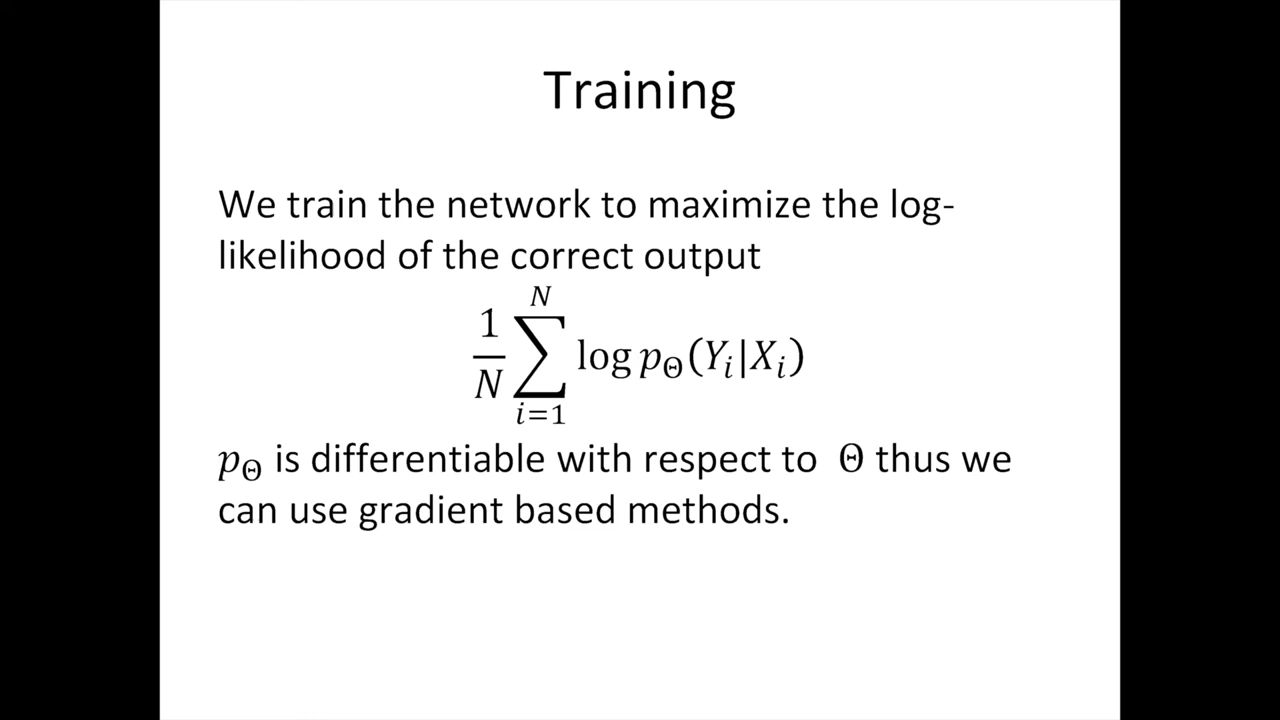 Training
We train the network to maximize the log-
likelihood of the correct output
1/N ∑_{i=1}^{N} log p_Θ(Y_i|X_i)
p_Θ is differentiable with respect to Θ thus we
can use gradient based methods.